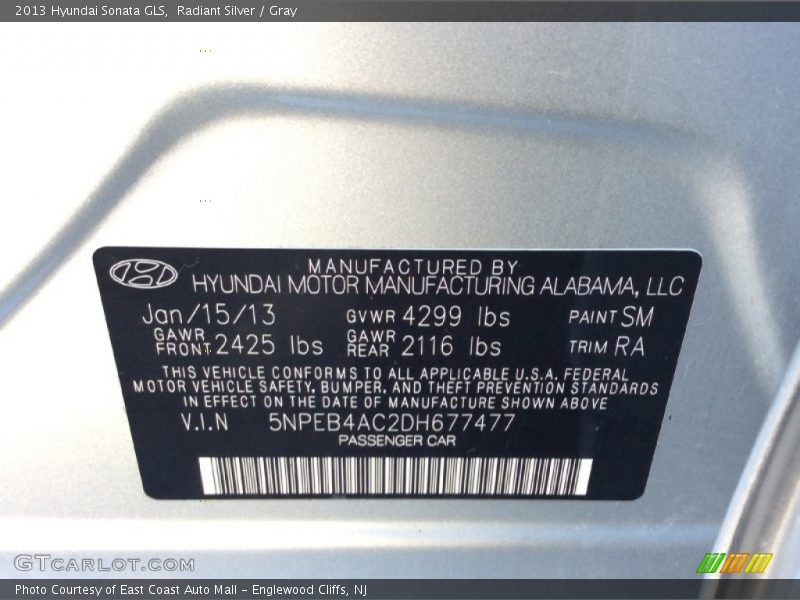 2013 Hyundai Sonata GLS,  Radiant Silver / Gray
MANUFACTURED BY
HYUNDAI MOTOR MANUFACTURING ALABAMA, LLC
Jan/15/13 GVWR 4299 lbs PAINT SM
GAWR FRONT 2425 lbs GAWR REAR 2116 lbs TRIM RA
THIS VEHICLE CONFORMS TO ALL APPLICABLE U.S.A. FEDERAL
MOTOR VEHICLE SAFETY, BUMPER, AND THEFT PREVENTION STANDARDS
IN EFFECT ON THE DATE OF MANUFACTURE SHOWN ABOVE
V.I.N 5NPEB4AC2DH677477
PASSENGER CAR
GTCARLOT.COM
Photo Courtesy of East Coast Auto Mall - Englewood Cliffs, NJ